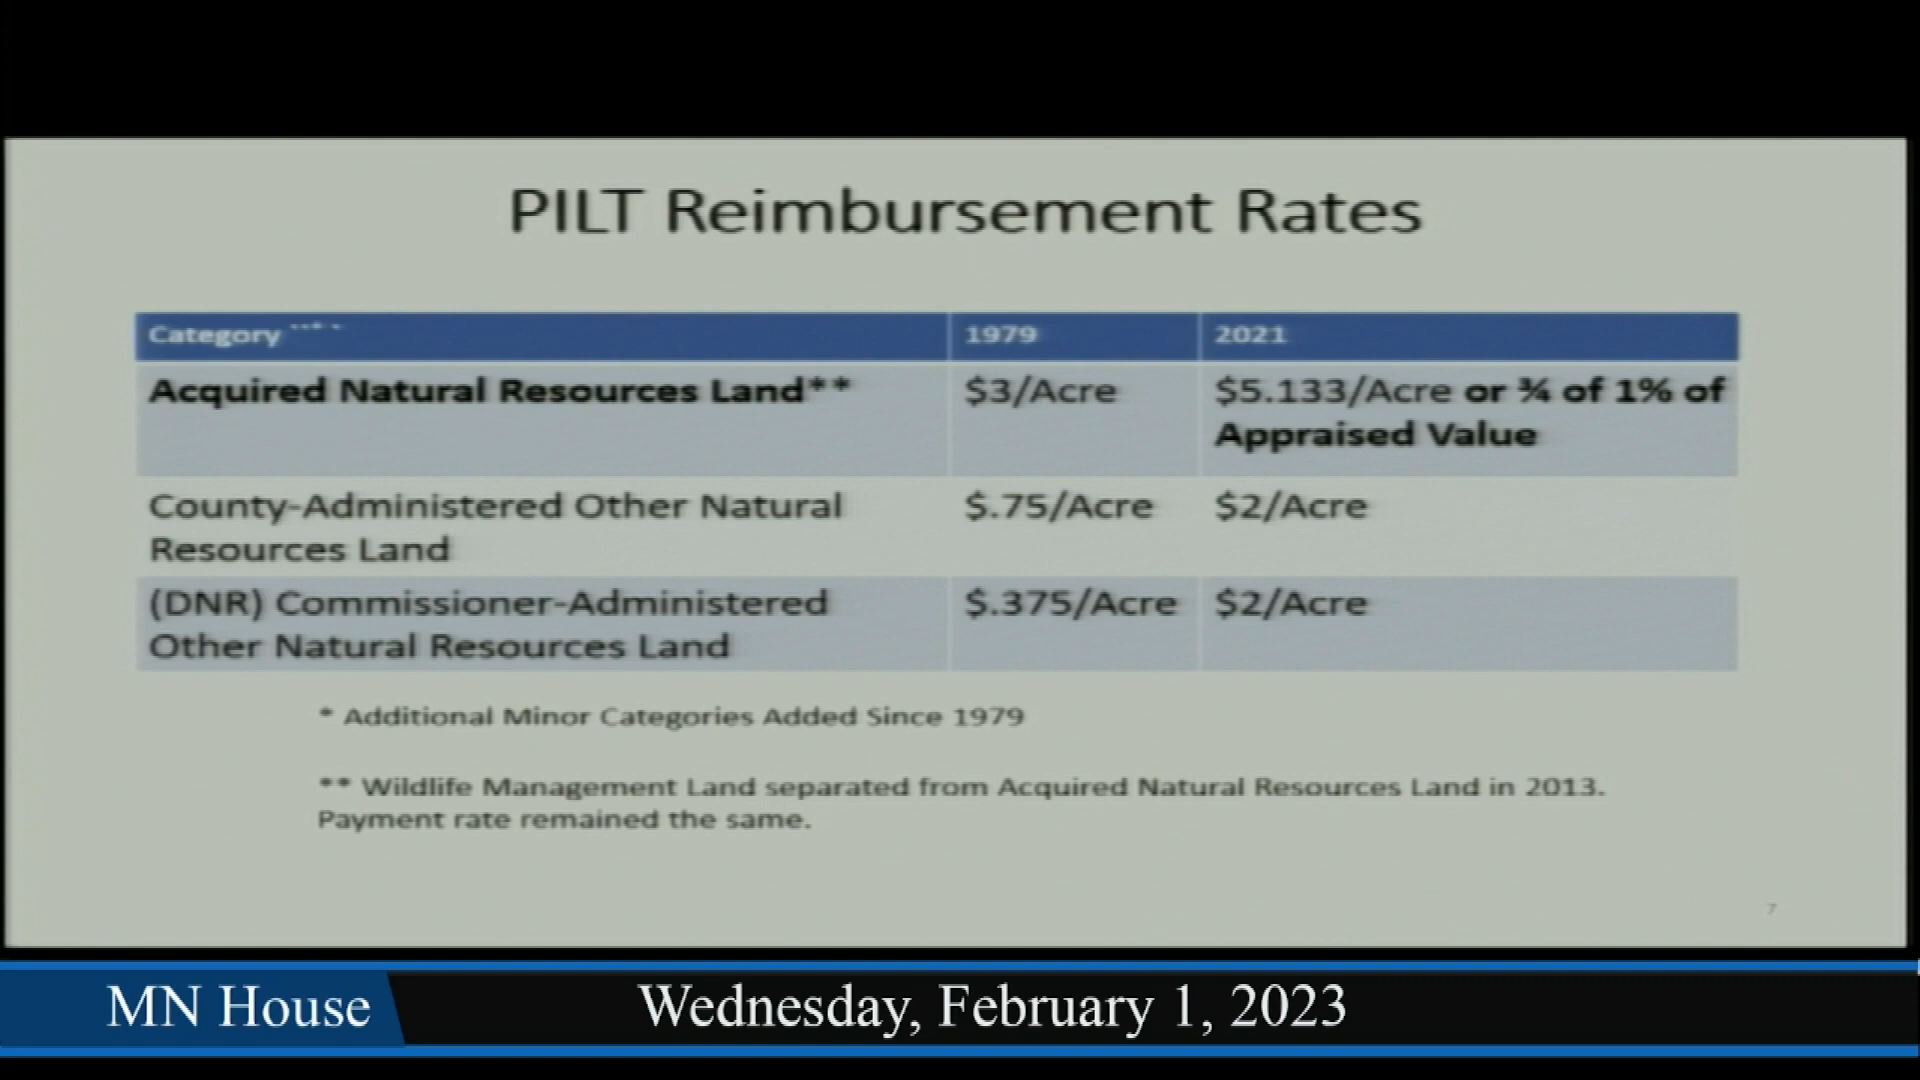 PILT Reimbursement Rates
Category
1979
2021
Acquired Natural Resources Land**
$3/Acre
$5.133/Acre or ¾ of 1% of
Appraised Value
County-Administered Other Natural
Resources Land
$.75/Acre
$2/Acre
(DNR) Commissioner-Administered
Other Natural Resources Land
$.375/Acre
$2/Acre
* Additional Minor Categories Added Since 1979
** Wildlife Management Land separated from Acquired Natural Resources Land in 2013.
Payment rate remained the same.
7
MN House
Wednesday, February 1, 2023